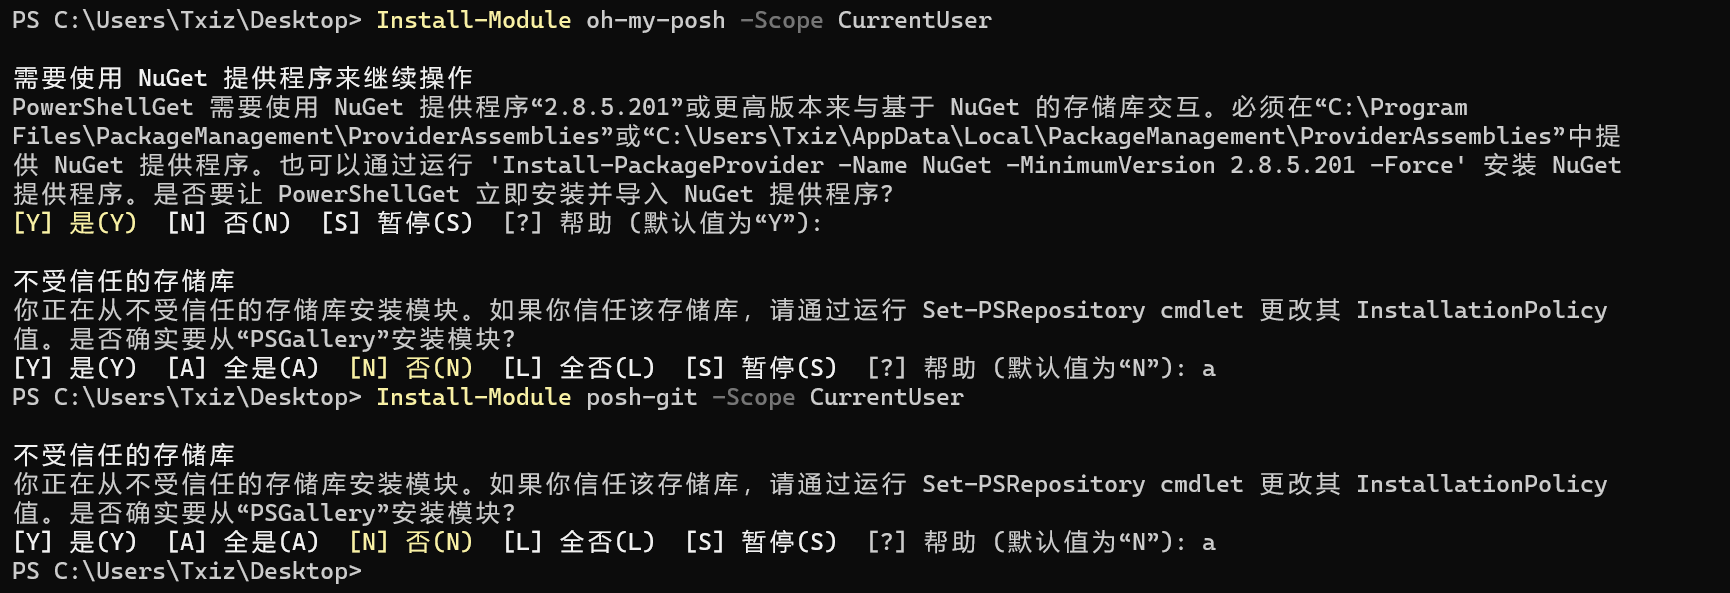 PS C:\Users\Txiz\Desktop> Install-Module oh-my-posh -Scope CurrentUser
需要使用 NuGet 提供程序来继续操作
PowerShellGet 需要使用 NuGet 提供程序“2.8.5.201”或更高版本来与基于 NuGet 的存储库交互。必须在“C:\Program
Files\PackageManagement\ProviderAssemblies”或“C:\Users\Txiz\AppData\Local\PackageManagement\ProviderAssemblies”中提
供 NuGet 提供程序。也可以通过运行 'Install-PackageProvider -Name NuGet -MinimumVersion 2.8.5.201 -Force' 安装 NuGet
提供程序。是否要让 PowerShellGet 立即安装并导入 NuGet 提供程序?
[Y] 是(Y)  [N] 否(N)  [S] 暂停(S)  [?] 帮助 (默认值为“Y”):
不受信任的存储库
你正在从不受信任的存储库安装模块。如果你信任该存储库，请通过运行 Set-PSRepository cmdlet 更改其 InstallationPolicy
值。是否确实要从“PSGallery”安装模块?
[Y] 是(Y)  [A] 全是(A)  [N] 否(N)  [L] 全否(L)  [S] 暂停(S)  [?] 帮助 (默认值为“N”): a
PS C:\Users\Txiz\Desktop> Install-Module posh-git -Scope CurrentUser
不受信任的存储库
你正在从不受信任的存储库安装模块。如果你信任该存储库，请通过运行 Set-PSRepository cmdlet 更改其 InstallationPolicy
值。是否确实要从“PSGallery”安装模块?
[Y] 是(Y)  [A] 全是(A)  [N] 否(N)  [L] 全否(L)  [S] 暂停(S)  [?] 帮助 (默认值为“N”): a
PS C:\Users\Txiz\Desktop>